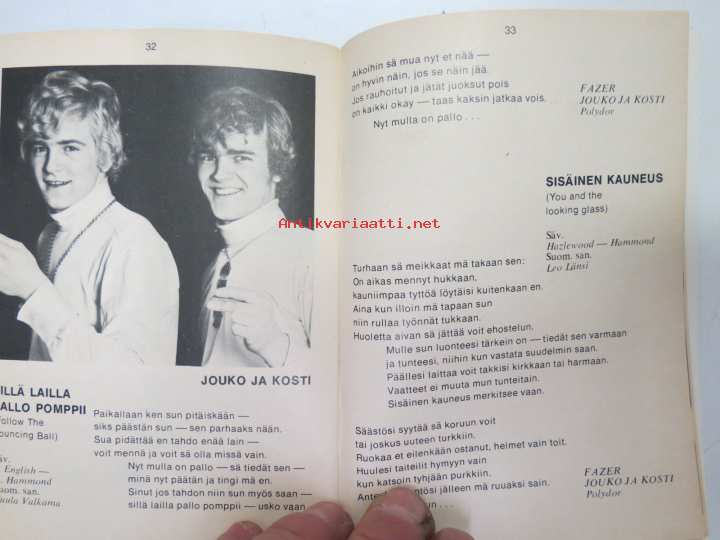 32
JOUKO JA KOSTI
ILLÄ LAILLA
ALLO POMPPII
ollow The
ouncing Ball)
äv.
English —
. Hammond
uom. san.
uula Valkama
Paikallaan ken sun pitäiskään —
siks päästän sun — sen parhaaks nään.
Sua pidättää en tahdo enää lain —
voit mennä ja voit sä olla missä vain.
Nyt mulla on pallo — sä tiedät sen —
minä nyt päätän ja tingi mä en.
Sinut jos tahdon niin sun myös saan —
sillä lailla pallo pomppii — usko vaan.
33
Aikoihin sä mua nyt et nää —
on hyvin näin, jos se näin jää.
Jos rauhoitut ja jätät juoksut pois
on kaikki okay — taas kaksin jatkaa vois.
Nyt mulla on pallo . . .
FAZER
JOUKO JA KOSTI
Polydor
SISÄINEN KAUNEUS
(You and the
looking glass)
Säv.
Hazlewood — Hammond
Suom. san.
Leo Länsi
Turhaan sä meikkaat mä takaan sen:
On aikas mennyt hukkaan,
kauniimpaa tyttöä löytäisi kuitenkaan en.
Aina kun illoin mä tapaan sun
niin rullaa työnnät tukkaan.
Huoletta aivan sä jättää voit ehostelun.
Mulle sun luonteesi tärkein on — tiedät sen varmaan
ja tunteesi, niihin kun vastata suudelmin saan.
Päällesi laittaa voit takkisi kirkkaan tai harmaan.
Vaatteet ei muuta mun tunteitain.
Sisäinen kauneus merkitsee vaan.
Säästösi syytää sä koruun voit
tai joskus uuteen turkkiin.
Ruokaa et eilenkään ostanut, helmet vain toit.
Huulesi taiteilit hymyyn vain
kun katsoin tyhjään purkkiin.
jälleen mä ruuaksi sain.
FAZER
JOUKO JA KOSTI
Polydor
Antikvariaatti.net